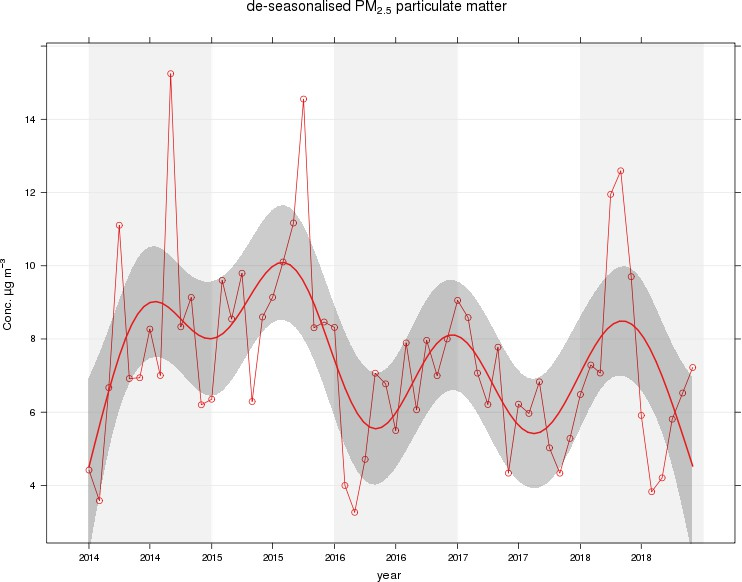 de-seasonalised PM₂.₅ particulate matter
Conc. µg m⁻³
14
12
10
8
6
4
2014 2014 2015 2015 2016 2016 2017 2017 2018 2018
year